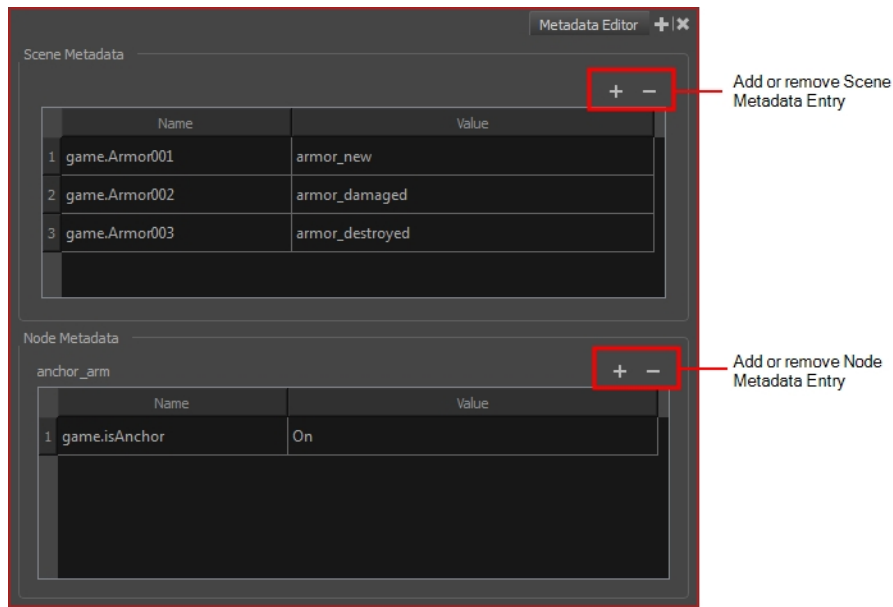 Metadata Editor
Scene Metadata
+ −
Add or remove Scene
Metadata Entry
Name Value
1 game.Armor001 armor_new
2 game.Armor002 armor_damaged
3 game.Armor003 armor_destroyed
Node Metadata
anchor_arm
+ −
Add or remove Node
Metadata Entry
Name Value
1 game.isAnchor On